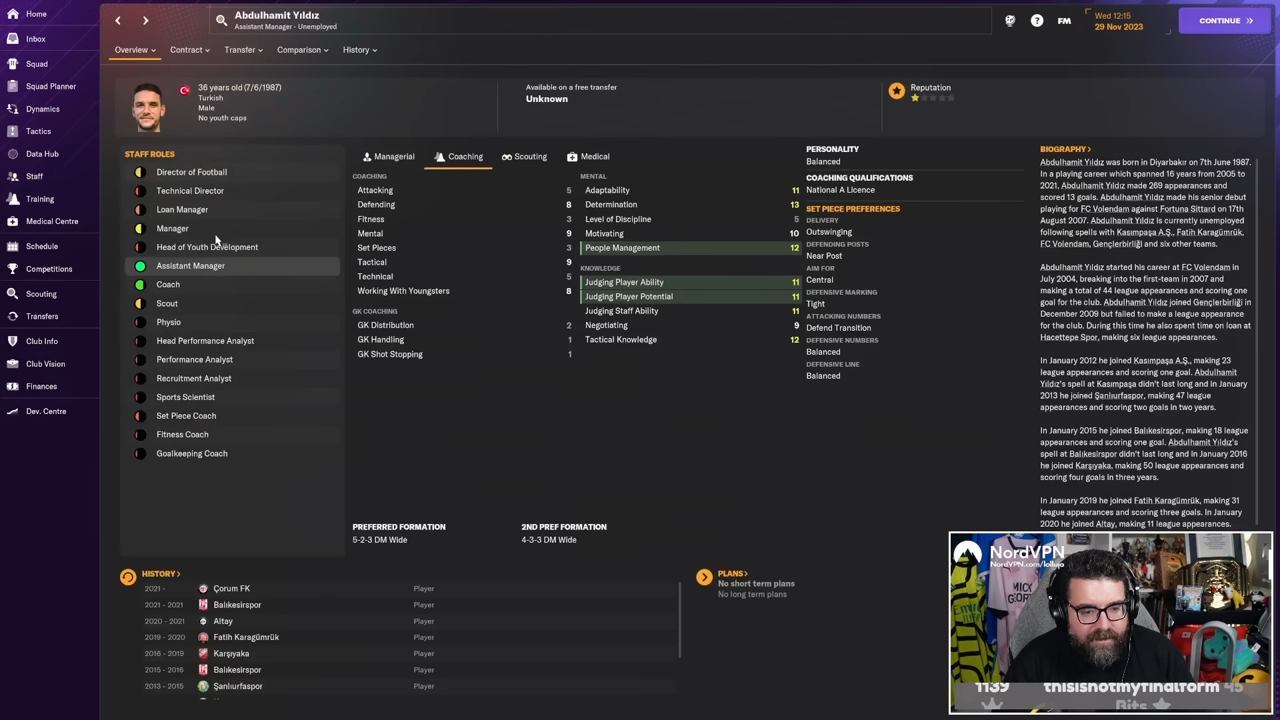 Home
Inbox
Squad
Squad Planner
Dynamics
Tactics
Data Hub
Staff
Training
Medical Centre
Schedule
Competitions
Scouting
Transfers
Club Info
Club Vision
Finances
Dev. Centre
Abdulhamit Yıldız
Assistant Manager - Unemployed
FM
Wed 12:15
29 Nov 2023
CONTINUE
Overview
Contract
Transfer
Comparison
History
36 years old (7/6/1987)
Turkish
Male
No youth caps
Available on a free transfer
Unknown
Reputation
STAFF ROLES
Director of Football
Technical Director
Loan Manager
Manager
Head of Youth Development
Assistant Manager
Coach
Scout
Physio
Head Performance Analyst
Performance Analyst
Recruitment Analyst
Sports Scientist
Set Piece Coach
Fitness Coach
Goalkeeping Coach
Managerial
Coaching
Scouting
Medical
COACHING
Attacking 5
Defending 8
Fitness 3
Mental 9
Set Pieces 3
Tactical 9
Technical 5
Working With Youngsters 8
GK COACHING
GK Distribution 2
GK Handling 1
GK Shot Stopping 1
MENTAL
Adaptability 11
Determination 13
Level of Discipline 5
Motivating 10
People Management 12
KNOWLEDGE
Judging Player Ability 11
Judging Player Potential 11
Judging Staff Ability 11
Negotiating 9
Tactical Knowledge 12
PERSONALITY
Balanced
COACHING QUALIFICATIONS
National A Licence
SET PIECE PREFERENCES
DELIVERY
Outswinging
DEFENDING POSTS
Near Post
AIM FOR
Central
DEFENSIVE MARKING
Tight
ATTACKING NUMBERS
Defend Transition
DEFENSIVE NUMBERS
Balanced
DEFENSIVE LINE
Balanced
PREFERRED FORMATION
5-2-3 DM Wide
2ND PREF FORMATION
4-3-3 DM Wide
BIOGRAPHY >
Abdulhamit Yıldız was born in Diyarbakır on 7th June 1987.
In a playing career which spanned 16 years from 2005 to
2021, Abdulhamit Yıldız made 269 appearances and
scored 13 goals. Abdulhamit Yıldız made his senior debut
playing for FC Volendam against Fortuna Sittard on 17th
August 2007. Abdulhamit Yıldız is currently unemployed
following spells with Kasımpaşa A.Ş., Fatih Karagümrük,
FC Volendam, Gençlerbirliği and six other teams.
Abdulhamit Yıldız started his career at FC Volendam in
July 2004, breaking into the first-team in 2007 and
making a total of 44 league appearances and scoring one
goal for the club. Abdulhamit Yıldız joined Gençlerbirliği in
December 2009 but failed to make a league appearance
for the club. During this time he also spent time on loan at
Hacettepe Spor, making six league appearances.
In January 2012 he joined Kasımpaşa A.Ş., making 23
league appearances and scoring one goal. Abdulhamit
Yıldız's spell at Kasımpaşa didn't last long and in January
2013 he joined Şanlıurfaspor, making 47 league
appearances and scoring two goals in two years.
In January 2015 he joined Balıkesirspor, making 18 league
appearances and scoring one goal. Abdulhamit Yıldız's
spell at Balıkesirspor didn't last long and in January 2016
he joined Karşıyaka, making 50 league appearances and
scoring four goals in three years.
In January 2019 he joined Fatih Karagümrük, making 31
league appearances and scoring three goals. In January
2020 he joined Altay, making 11 league appearances.
HISTORY >
2021 - Çorum FK Player
2021 - 2021 Balıkesirspor Player
2020 - 2021 Altay Player
2019 - 2020 Fatih Karagümrük Player
2016 - 2019 Karşıyaka Player
2015 - 2016 Balıkesirspor Player
2013 - 2015 Şanlıurfaspor Player
PLANS >
No short term plans
No long term plans
NordVPN
NordVPN.com/lollujo
1139 thisisnotmyfinalform 45
Bits